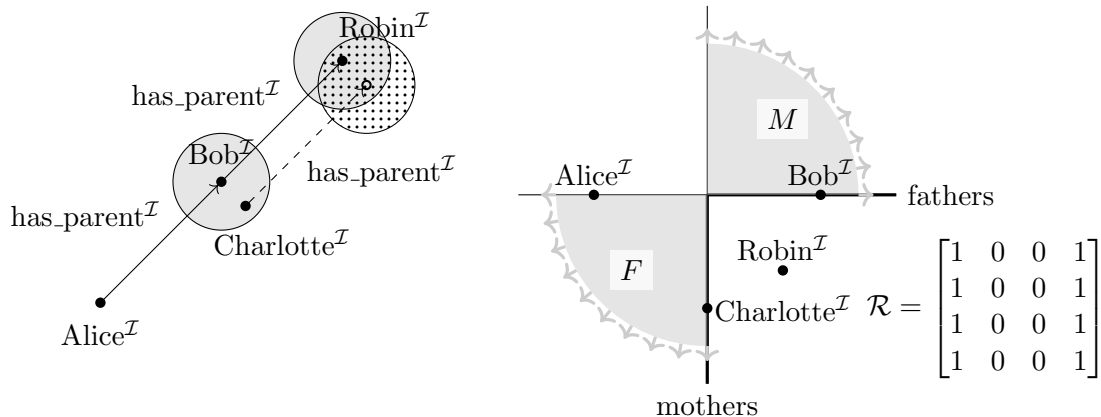 Robin^ℐ
has_parent^ℐ
Bob^ℐ
has_parent^ℐ
has_parent^ℐ
Charlotte^ℐ
Alice^ℐ
M
Alice^ℐ
Bob^ℐ
fathers
F
Robin^ℐ
Charlotte^ℐ
mothers
ℛ =
1 0 0 1
1 0 0 1
1 0 0 1
1 0 0 1